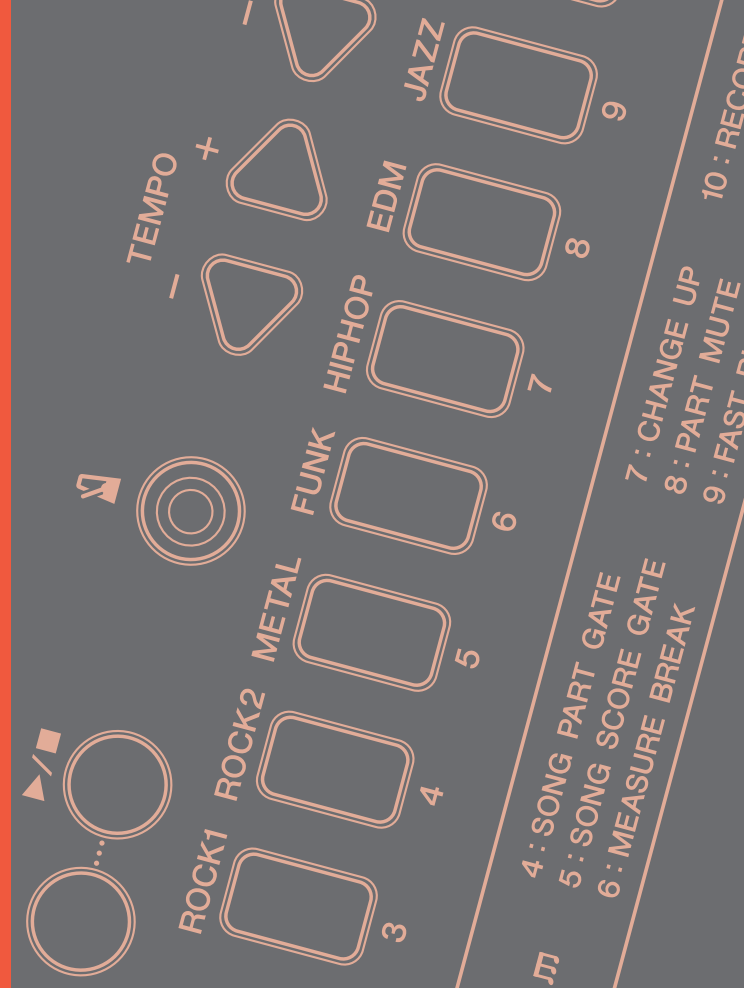 TEMPO
−
+
−
ROCK1
ROCK2
METAL
FUNK
HIPHOP
EDM
JAZZ
3
4
5
6
7
8
9
4 : SONG PART GATE
5 : SONG SCORE GATE
6 : MEASURE BREAK
7 : CHANGE UP
8 : PART MUTE
9 : FAST
10 : RECO